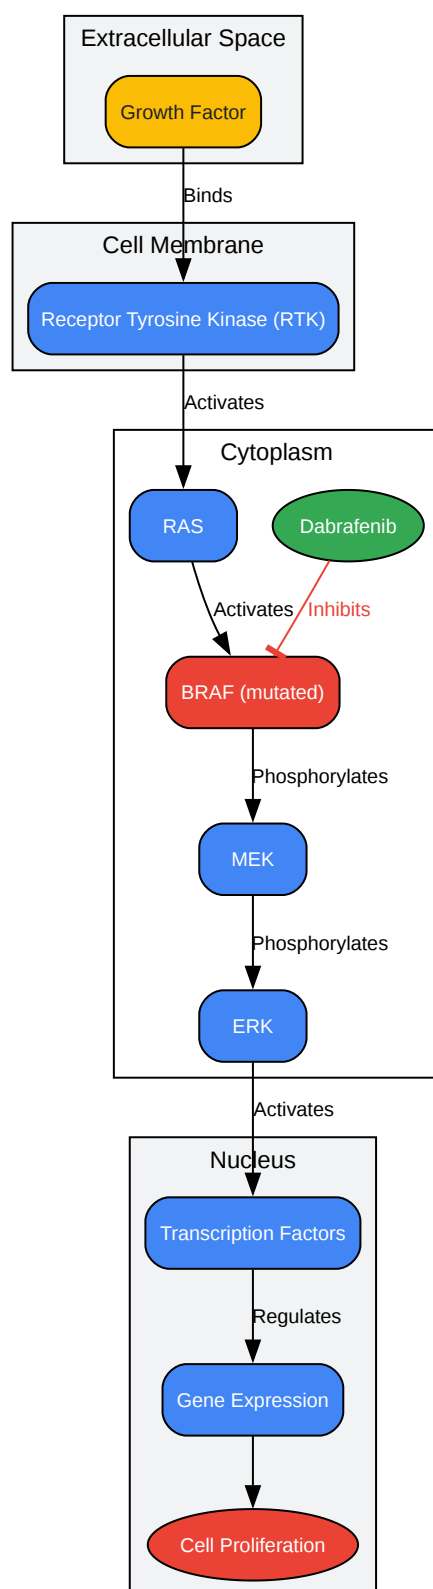 Extracellular Space
Growth Factor
Binds
Cell Membrane
Receptor Tyrosine Kinase (RTK)
Activates
Cytoplasm
RAS
Dabrafenib
Activates
Inhibits
BRAF (mutated)
Phosphorylates
MEK
Phosphorylates
ERK
Activates
Nucleus
Transcription Factors
Regulates
Gene Expression
Cell Proliferation